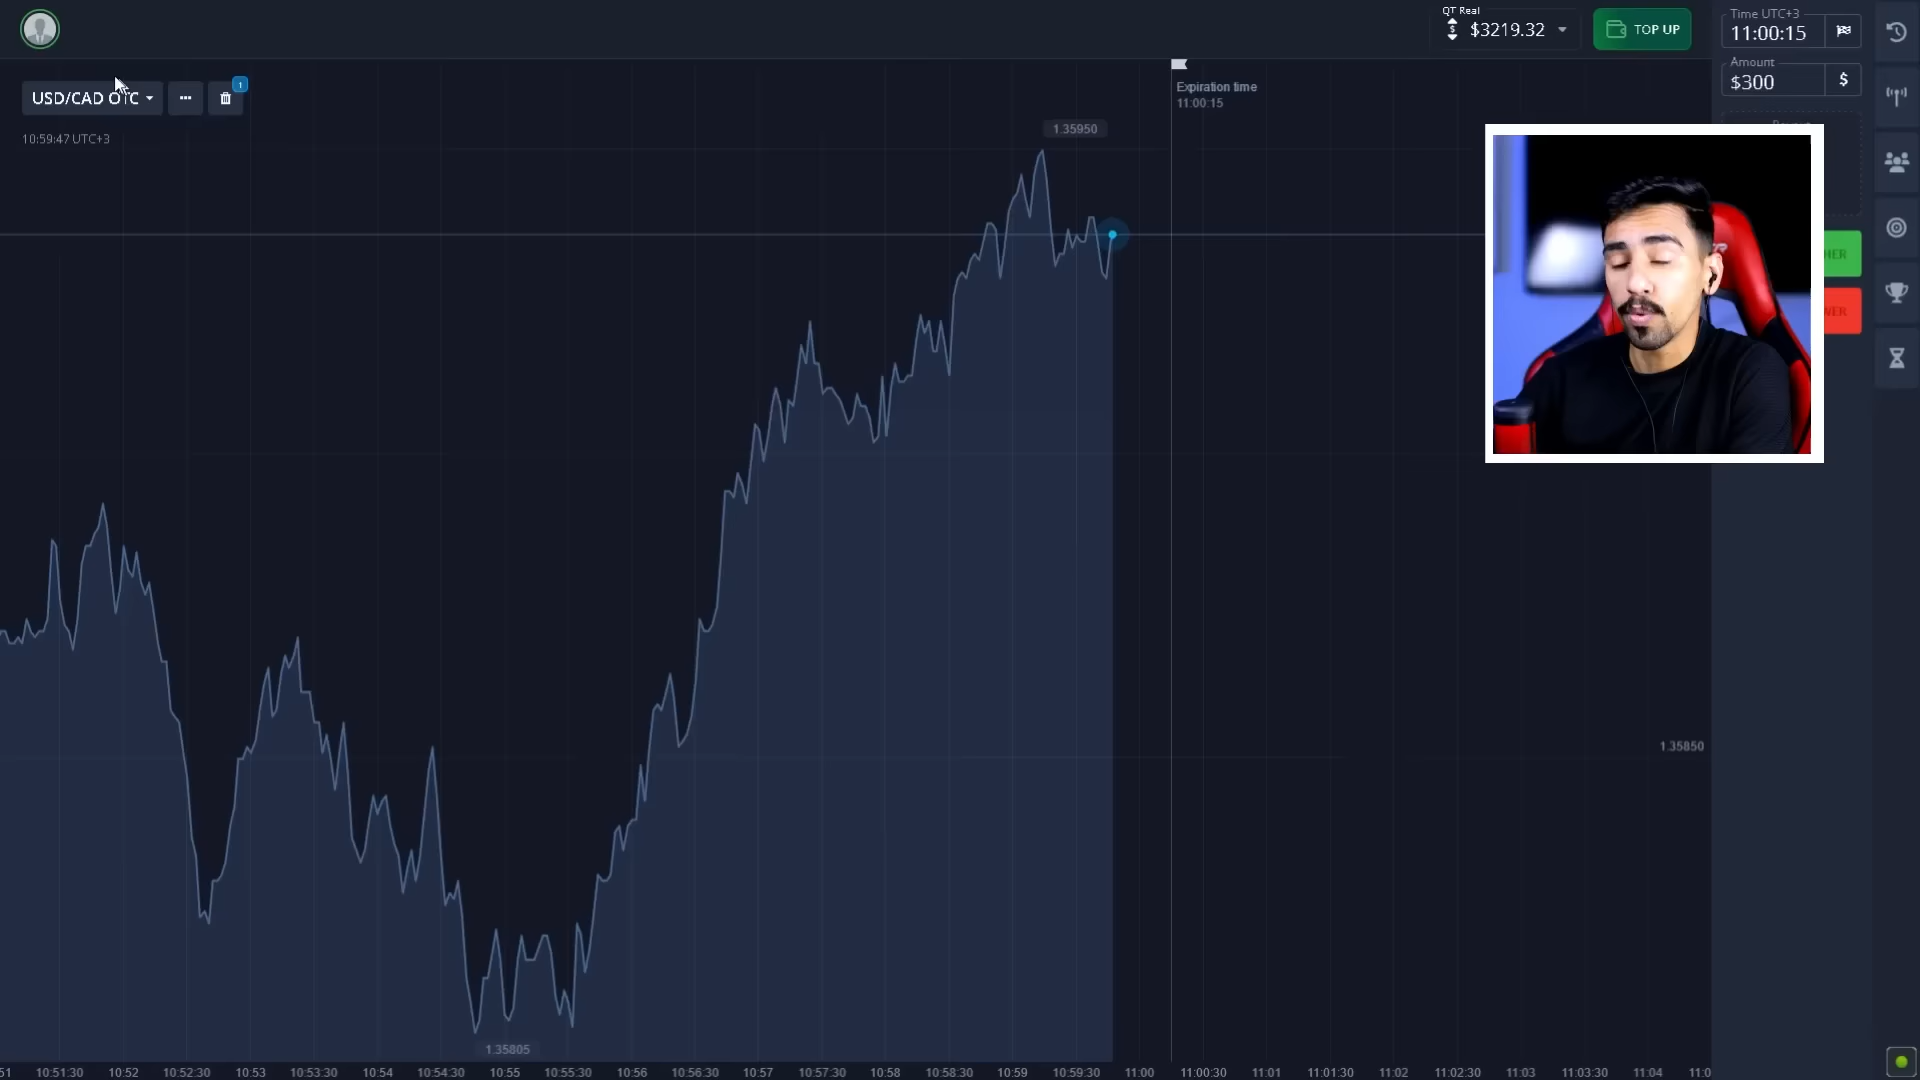 QT Real
$3219.32
TOP UP
Time UTC+3
11:00:15
Amount
$300
$
USD/CAD OTC
1
10:59:47 UTC+3
Expiration time
11:00:15
1.35950
1.35850
1.35805
10:51:30 10:52 10:52:30 10:53 10:53:30 10:54 10:54:30 10:55 10:55:30 10:56 10:56:30 10:57 10:57:30 10:58 10:58:30 10:59 10:59:30 11:00 11:00:30 11:01 11:01:30 11:02 11:02:30 11:03 11:03:30 11:04